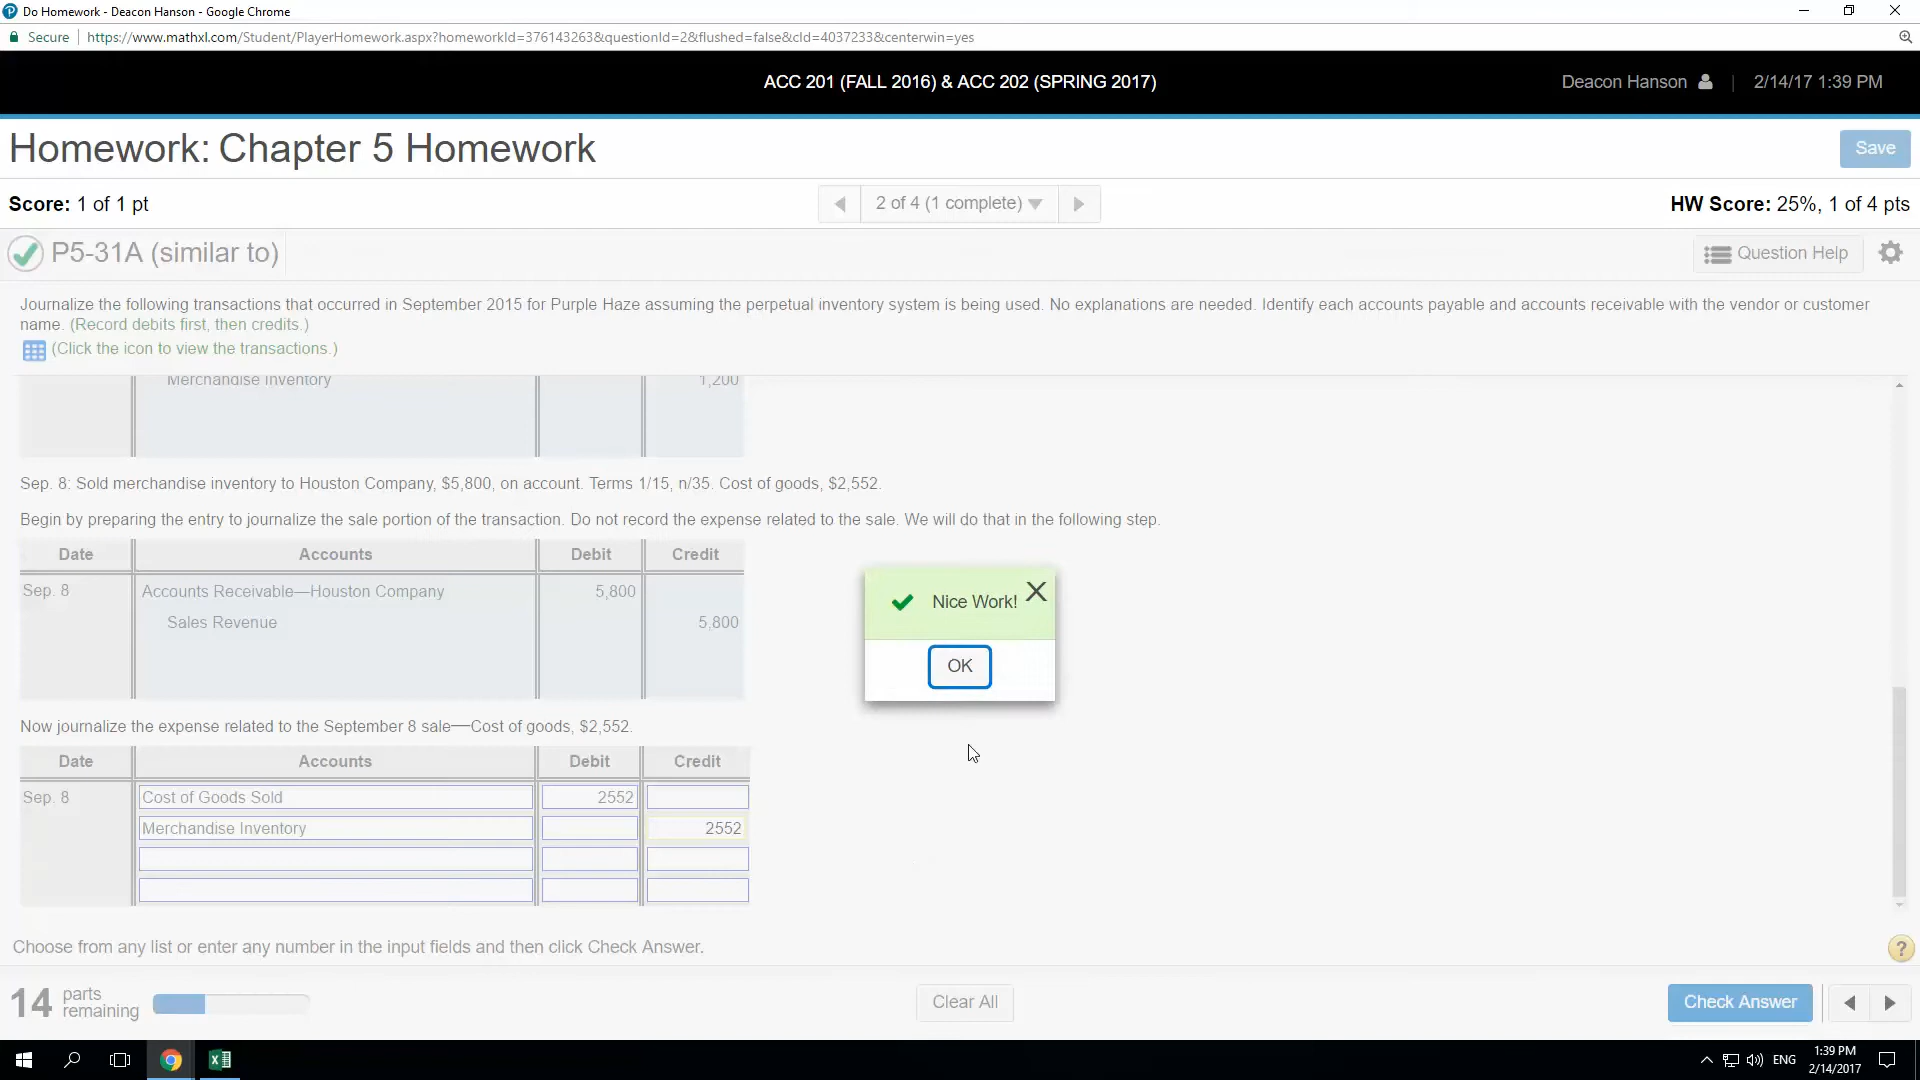 Do Homework - Deacon Hanson - Google Chrome
Secure https://www.mathxl.com/Student/PlayerHomework.aspx?homeworkId=376143263&questionId=2&flushed=false&cId=4037233&centerwin=yes
ACC 201 (FALL 2016) & ACC 202 (SPRING 2017) Deacon Hanson 2/14/17 1:39 PM
Homework: Chapter 5 Homework Save
Score: 1 of 1 pt 2 of 4 (1 complete) HW Score: 25%, 1 of 4 pts
P5-31A (similar to) Question Help
Journalize the following transactions that occurred in September 2015 for Purple Haze assuming the perpetual inventory system is being used. No explanations are needed. Identify each accounts payable and accounts receivable with the vendor or customer
name. (Record debits first, then credits.)
(Click the icon to view the transactions.)
Merchandise Inventory 1,200
Sep. 8: Sold merchandise inventory to Houston Company, $5,800, on account. Terms 1/15, n/35. Cost of goods, $2,552.
Begin by preparing the entry to journalize the sale portion of the transaction. Do not record the expense related to the sale. We will do that in the following step.
Date Accounts Debit Credit
Sep. 8 Accounts Receivable—Houston Company 5,800
Sales Revenue 5,800
Nice Work!
OK
Now journalize the expense related to the September 8 sale—Cost of goods, $2,552.
Date Accounts Debit Credit
Sep. 8 Cost of Goods Sold 2552
Merchandise Inventory 2552
Choose from any list or enter any number in the input fields and then click Check Answer.
?
14 parts remaining Clear All Check Answer
ENG 1:39 PM
2/14/2017